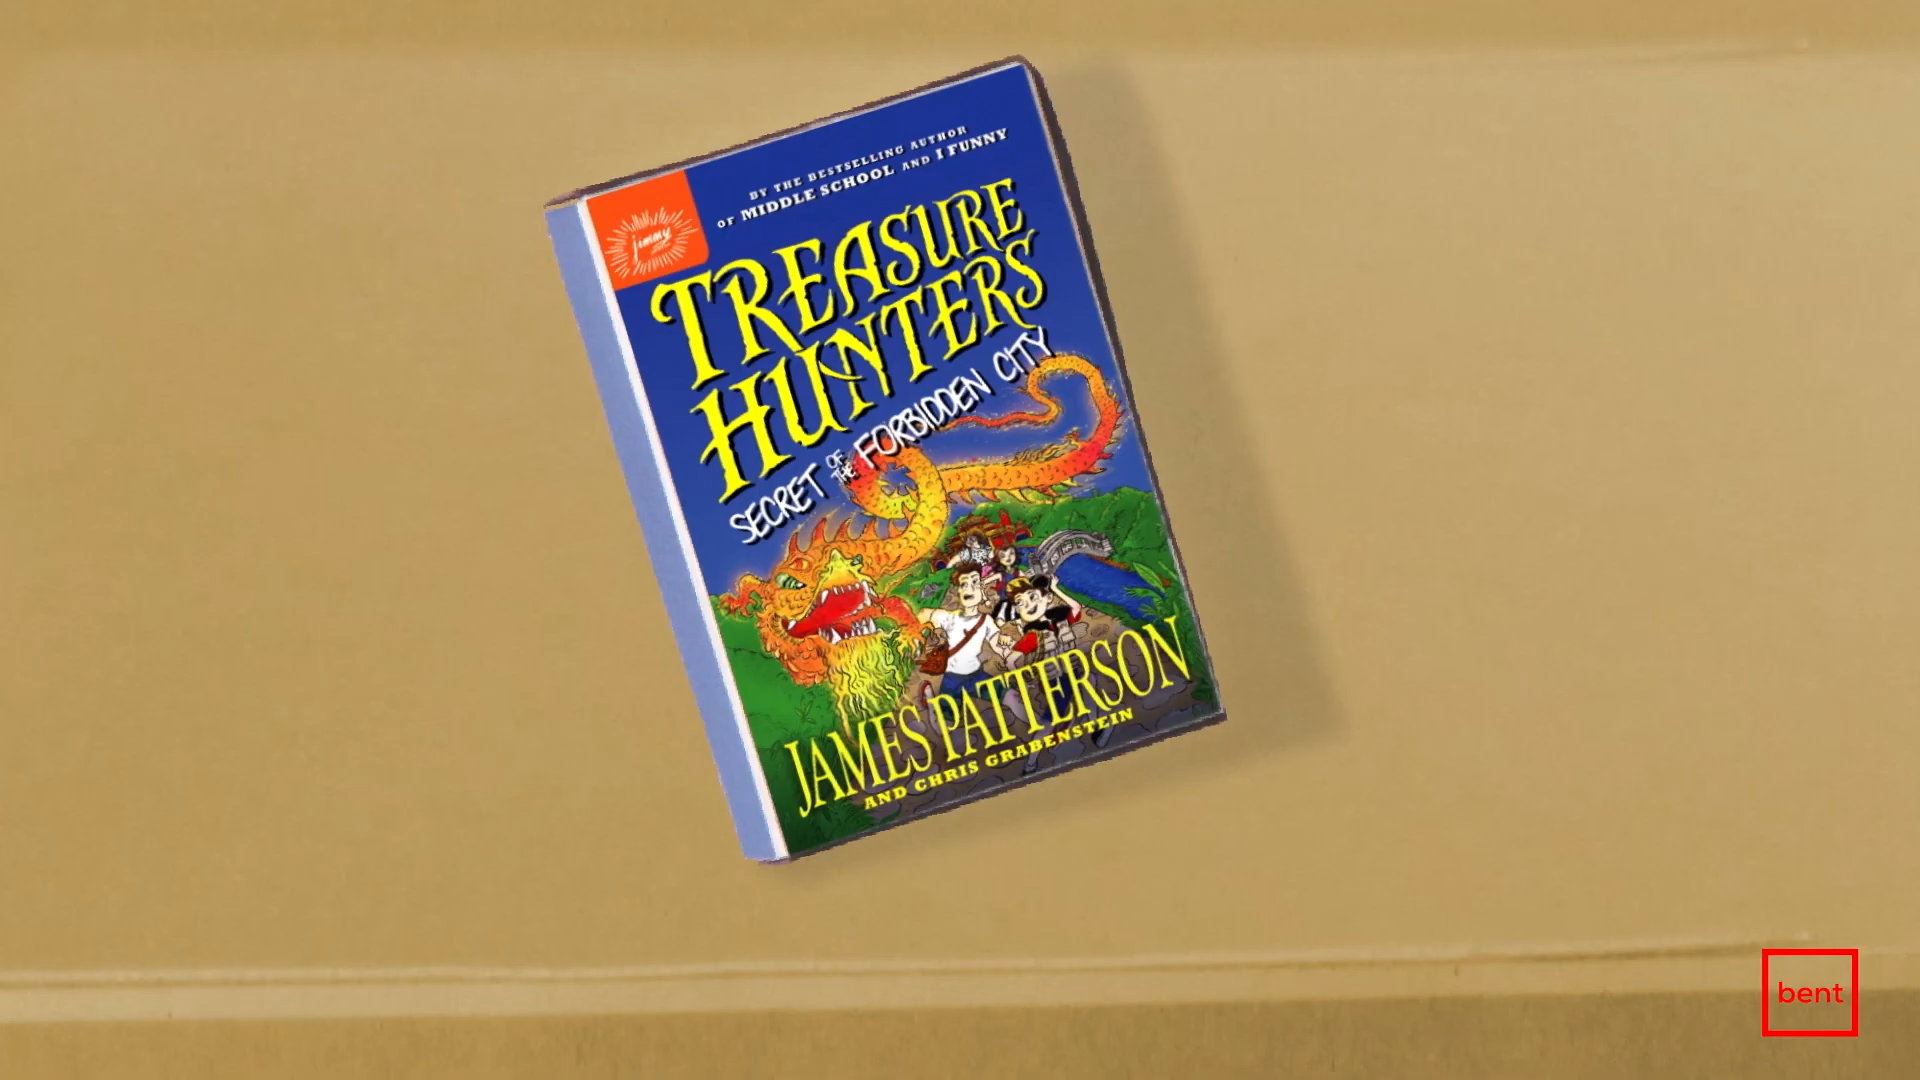 BY THE BESTSELLING AUTHOR
OF MIDDLE SCHOOL AND I FUNNY
jimmy
TREASURE
HUNTERS
SECRET OF THE FORBIDDEN CITY
JAMES PATTERSON
AND CHRIS GRABENSTEIN
bent